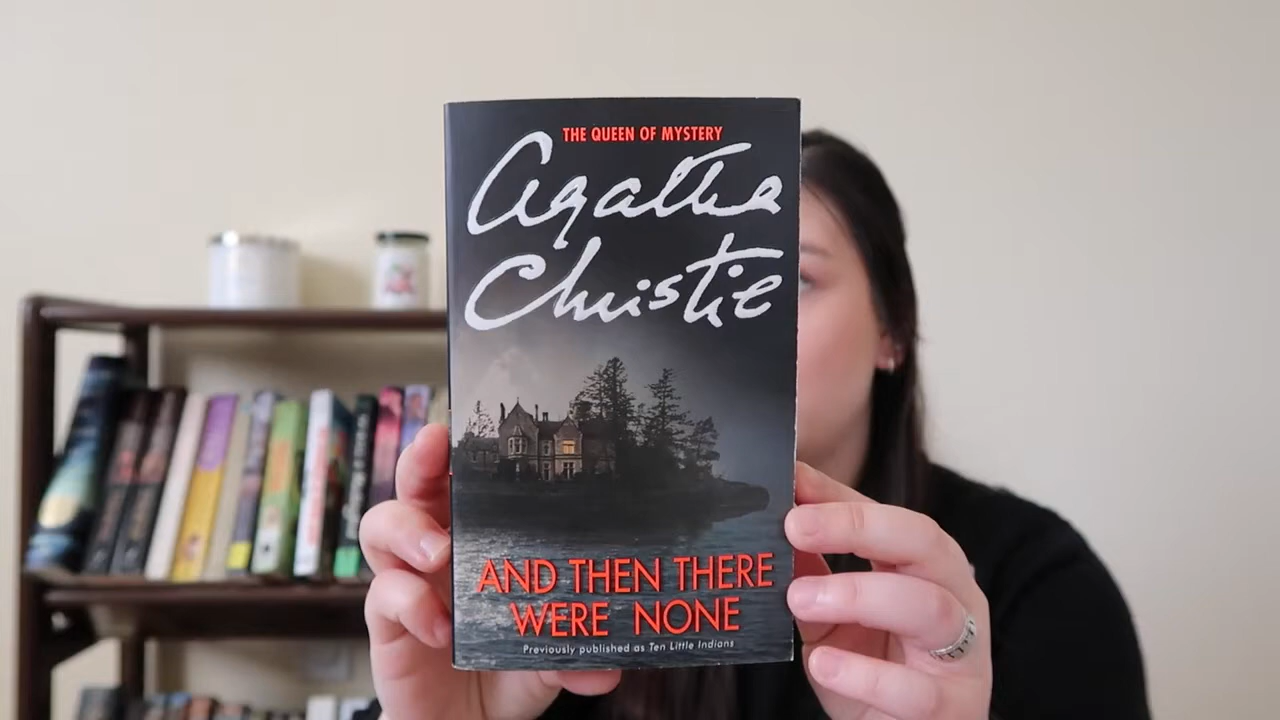 THE QUEEN OF MYSTERY
Agatha
Christie
AND THEN THERE
WERE NONE
Previously published as Ten Little Indians